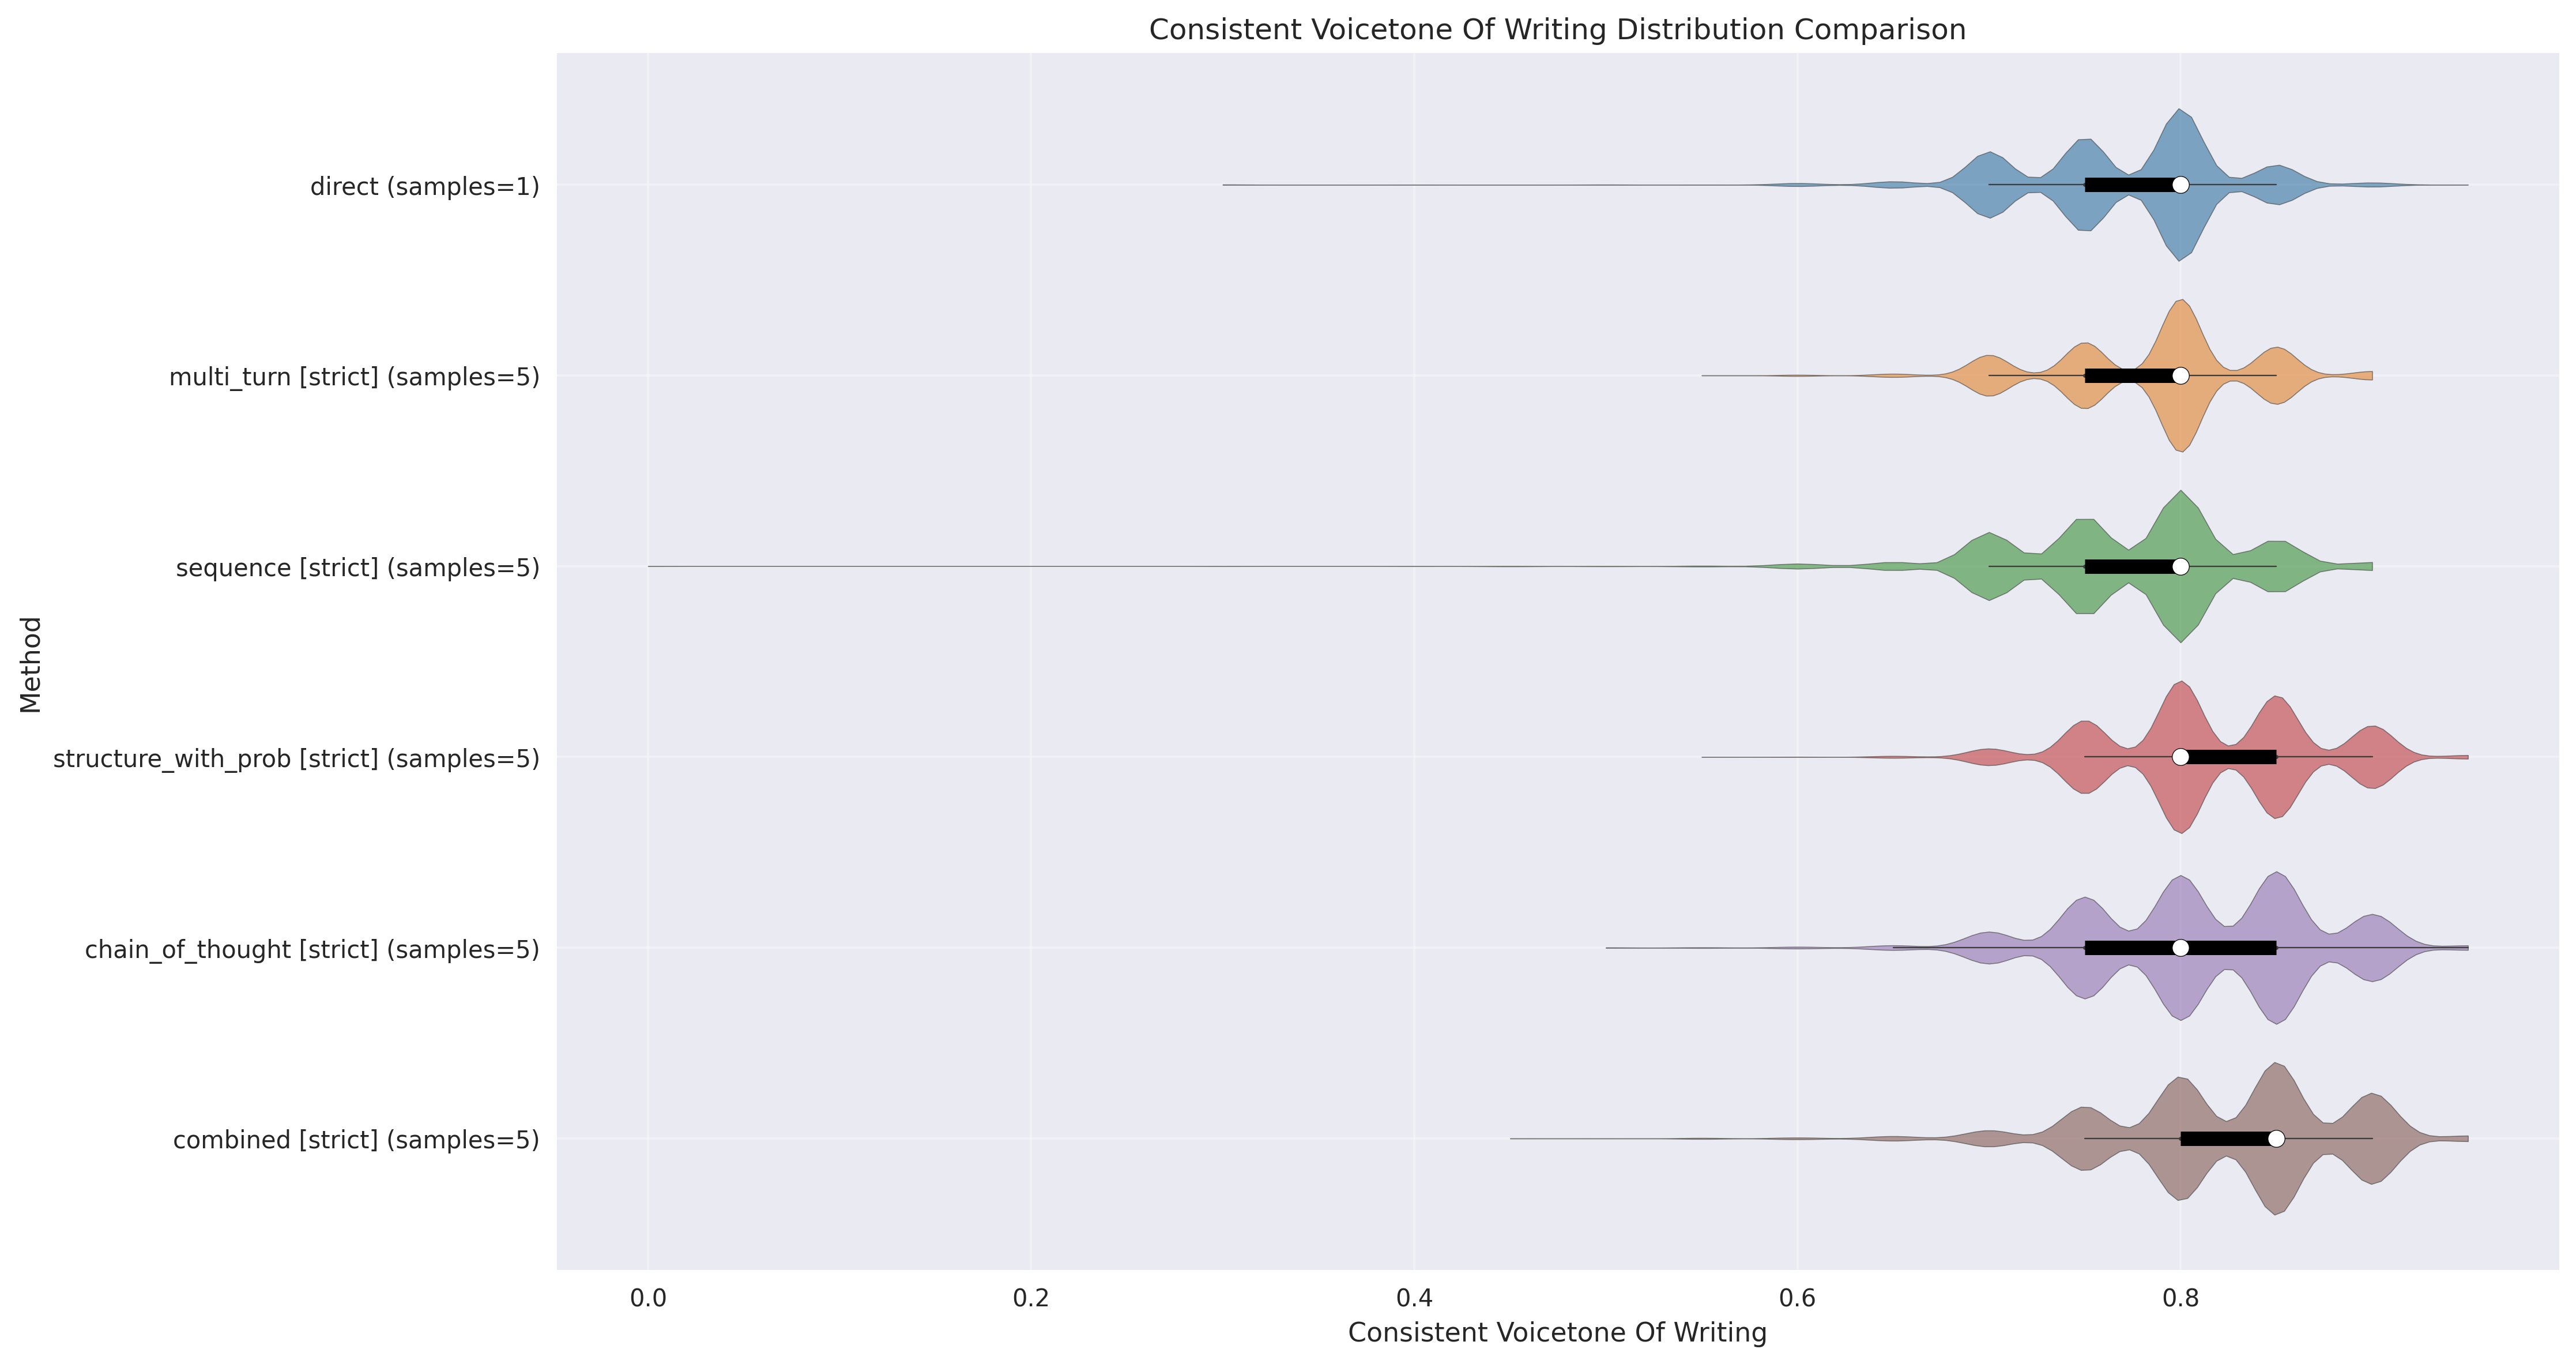 Consistent Voicetone Of Writing Distribution Comparison
Method
direct (samples=1)
multi_turn [strict] (samples=5)
sequence [strict] (samples=5)
structure_with_prob [strict] (samples=5)
chain_of_thought [strict] (samples=5)
combined [strict] (samples=5)
0.0 0.2 0.4 0.6 0.8
Consistent Voicetone Of Writing